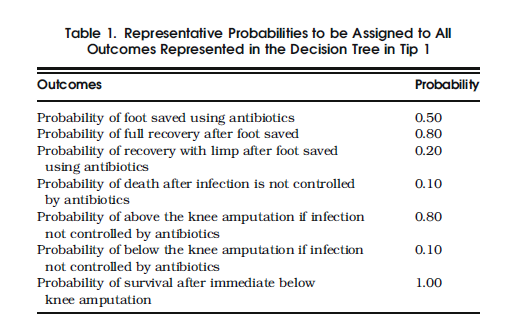 Table 1. Representative Probabilities to be Assigned to All
Outcomes Represented in the Decision Tree in Tip 1
Outcomes Probability
Probability of foot saved using antibiotics 0.50
Probability of full recovery after foot saved 0.80
Probability of recovery with limp after foot saved 0.20
using antibiotics
Probability of death after infection is not controlled 0.10
by antibiotics
Probability of above the knee amputation if infection 0.80
not controlled by antibiotics
Probability of below the knee amputation if infection 0.10
not controlled by antibiotics
Probability of survival after immediate below 1.00
knee amputation